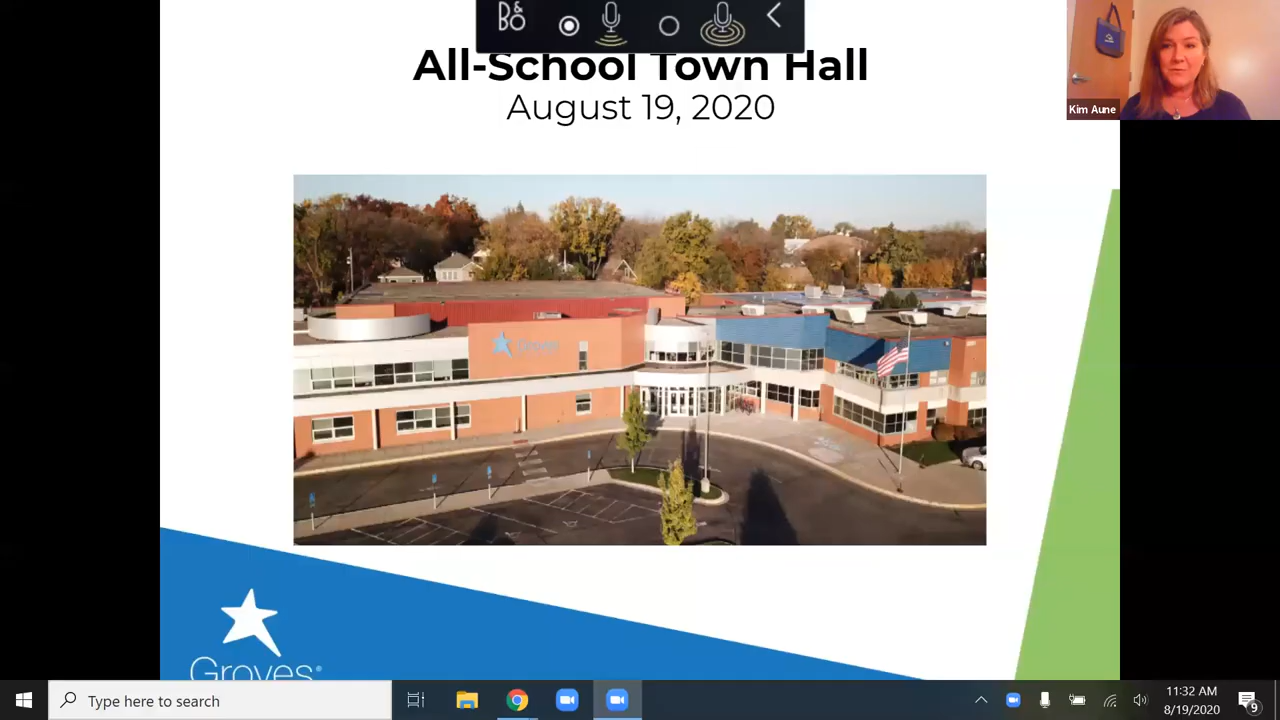 B&O
All-School Town Hall
August 19, 2020
Kim Aune
Groves
Groves®
Type here to search
11:32 AM
8/19/2020
9